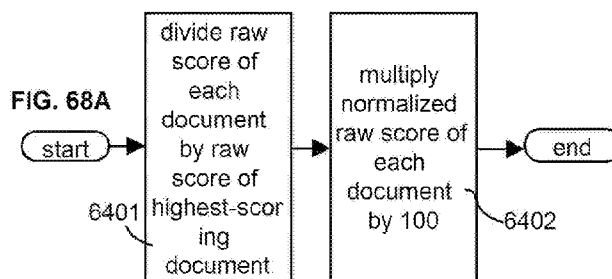 FIG. 68A
start
divide raw
score of
each
document
by raw
score of
highest-scor
ing
document
6401
multiply
normalized
raw score of
each
document
by 100
6402
end